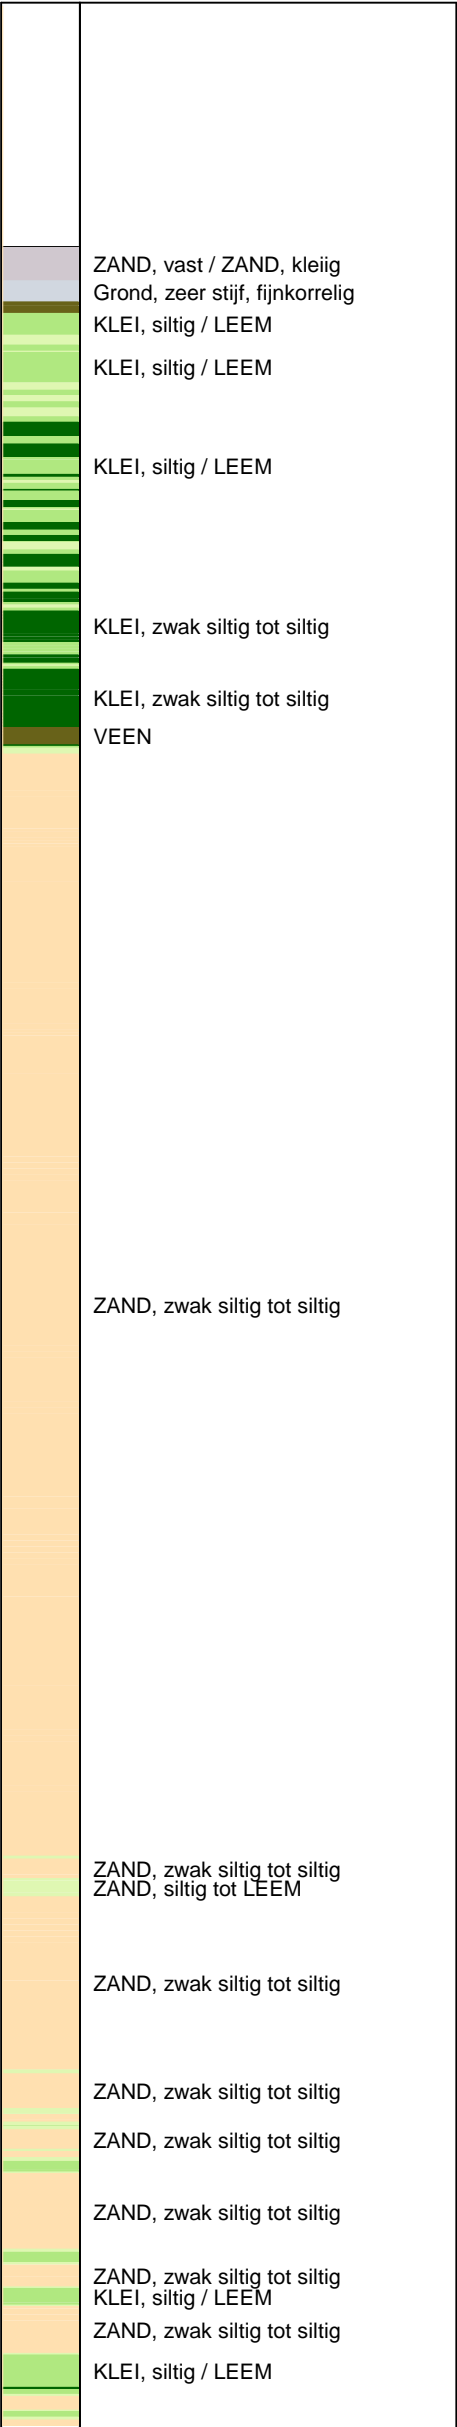 ZAND, vast / ZAND, kleiig
Grond, zeer stijf, fijnkorrelig
KLEI, siltig / LEEM
KLEI, siltig / LEEM
KLEI, siltig / LEEM
KLEI, zwak siltig tot siltig
KLEI, zwak siltig tot siltig
VEEN
ZAND, zwak siltig tot siltig
ZAND, zwak siltig tot siltig
ZAND, siltig tot LEEM
ZAND, zwak siltig tot siltig
ZAND, zwak siltig tot siltig
ZAND, zwak siltig tot siltig
ZAND, zwak siltig tot siltig
ZAND, zwak siltig tot siltig
KLEI, siltig / LEEM
ZAND, zwak siltig tot siltig
KLEI, siltig / LEEM